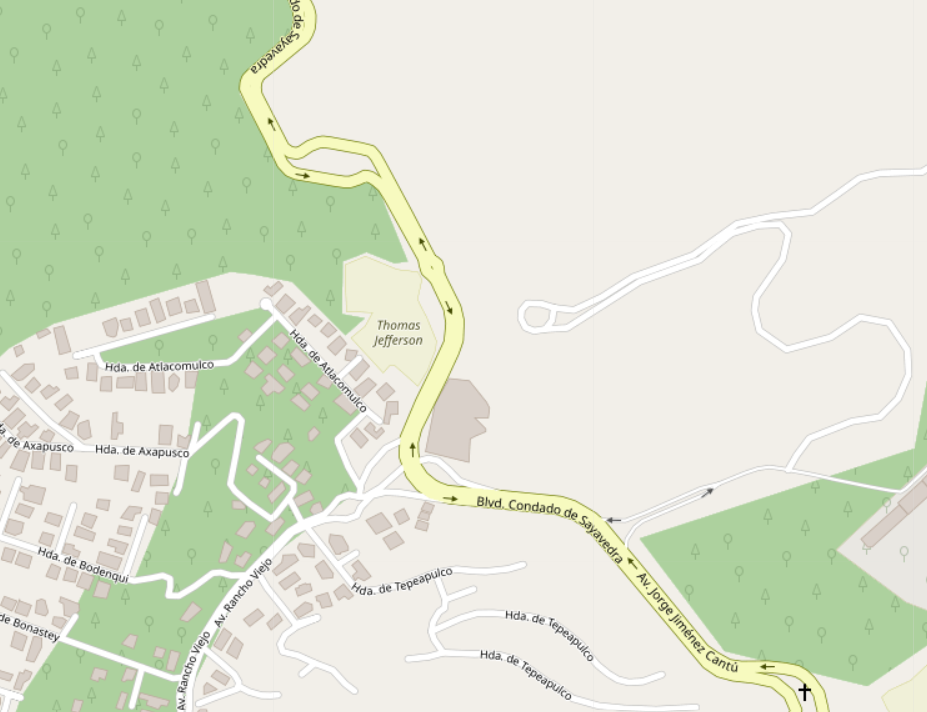 go de Sayavedra
Thomas
Jefferson
Hda. de Atlacomulco
Hda. de Atlacomulco
da. de Axapusco
Hda. de Axapusco
Blvd. Condado de Sayavedra
Hda. de Bodenqui
Av. Rancho Viejo
Hda. de Tepeapulco
Av. Jorge Jiménez Cantú
Hda. de Tepeapulco
de Bonastey
Av. Rancho Viejo
Hda. de Tepeapulco